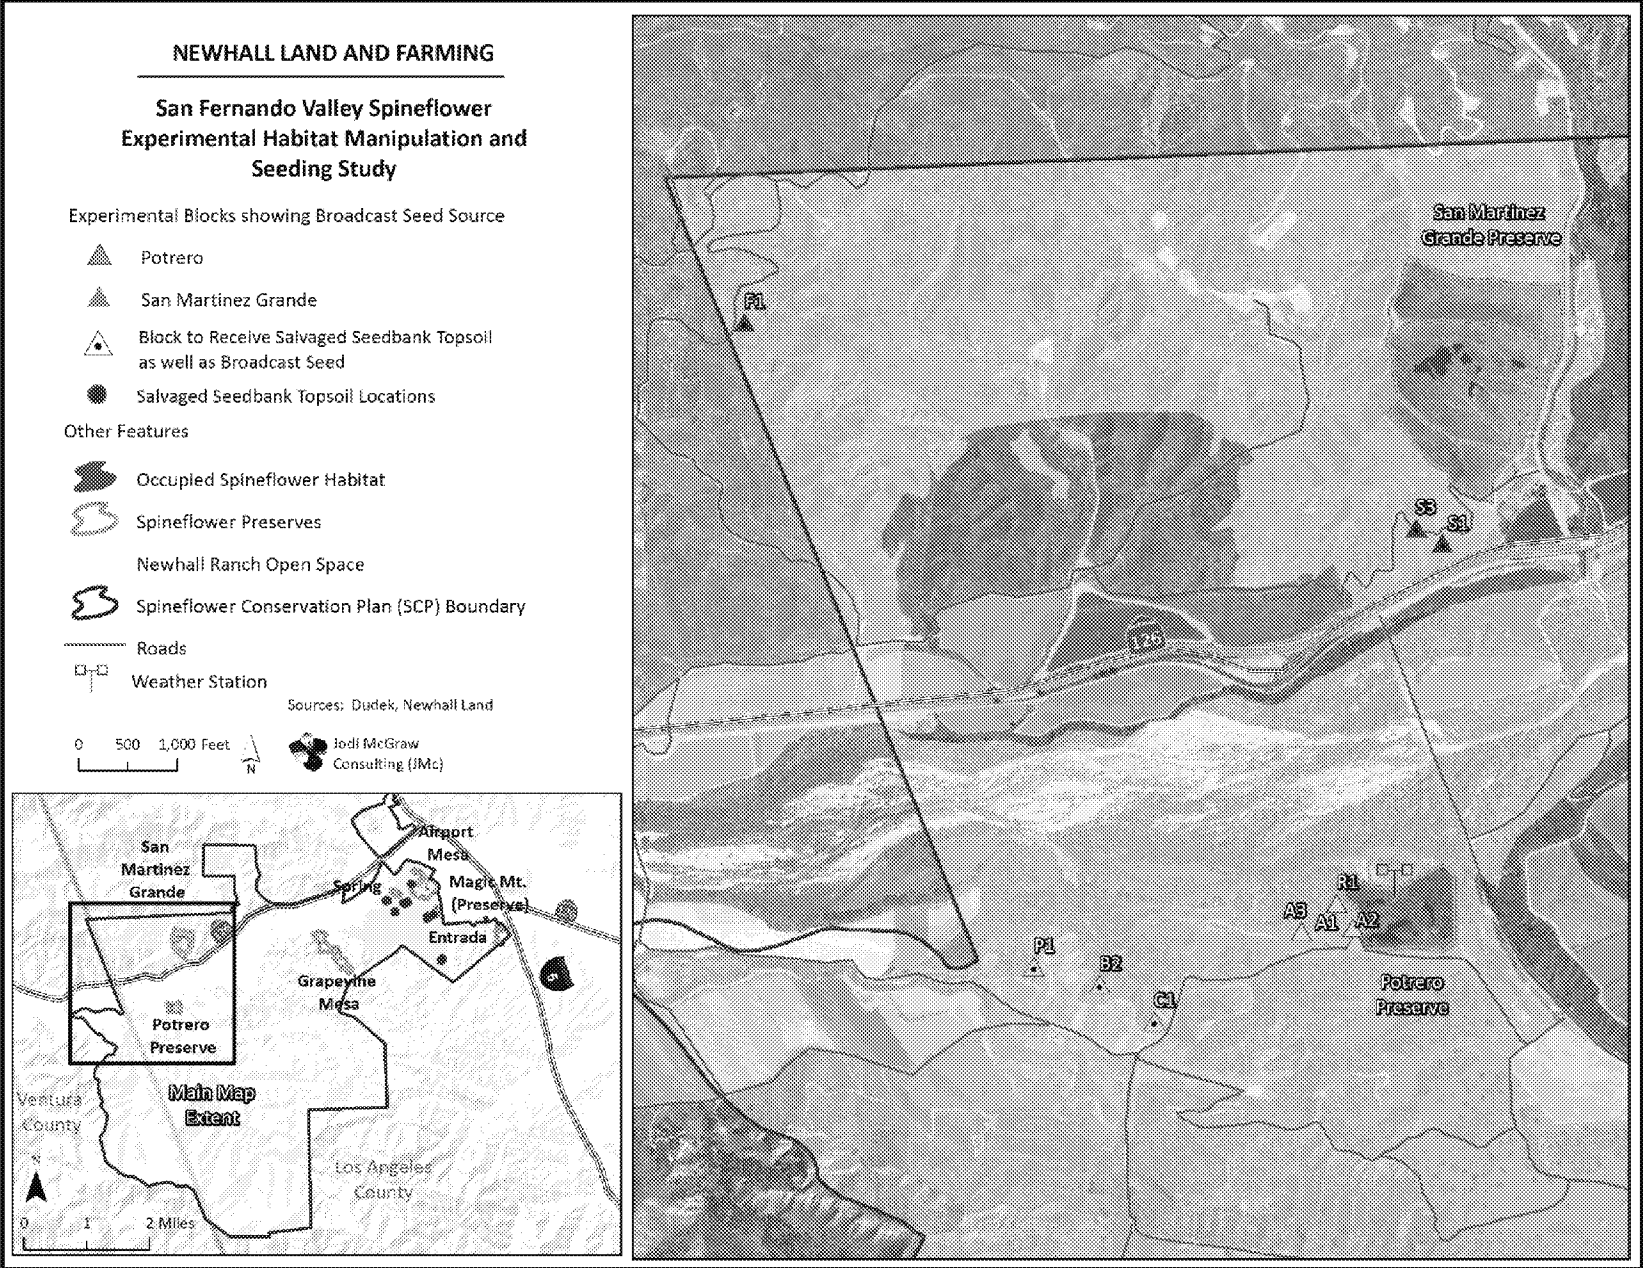 NEWHALL LAND AND FARMING
San Fernando Valley Spineflower
Experimental Habitat Manipulation and
Seeding Study
Experimental Blocks showing Broadcast Seed Source
Potrero
San Martinez Grande
Block to Receive Salvaged Seedbank Topsoil
as well as Broadcast Seed
Salvaged Seedbank Topsoil Locations
Other Features
Occupied Spineflower Habitat
Spineflower Preserves
Newhall Ranch Open Space
Spineflower Conservation Plan (SCP) Boundary
Roads
Weather Station
Sources: Dudek, Newhall Land
0 500 1,000 Feet
N
Jodi McGraw
Consulting (JMc)
San
Martinez
Grande
Airport
Mesa
Spring
Magic Mt.
(Preserve)
Entrada
Grapevine
Mesa
5
Potrero
Preserve
Main Map
Extent
Ventura
County
Los Angeles
County
N
0 1 2 Miles
San Martinez
Grande Preserve
F1
S3
S1
126
R1
A3
A1
A2
P1
B2
C1
Potrero
Preserve